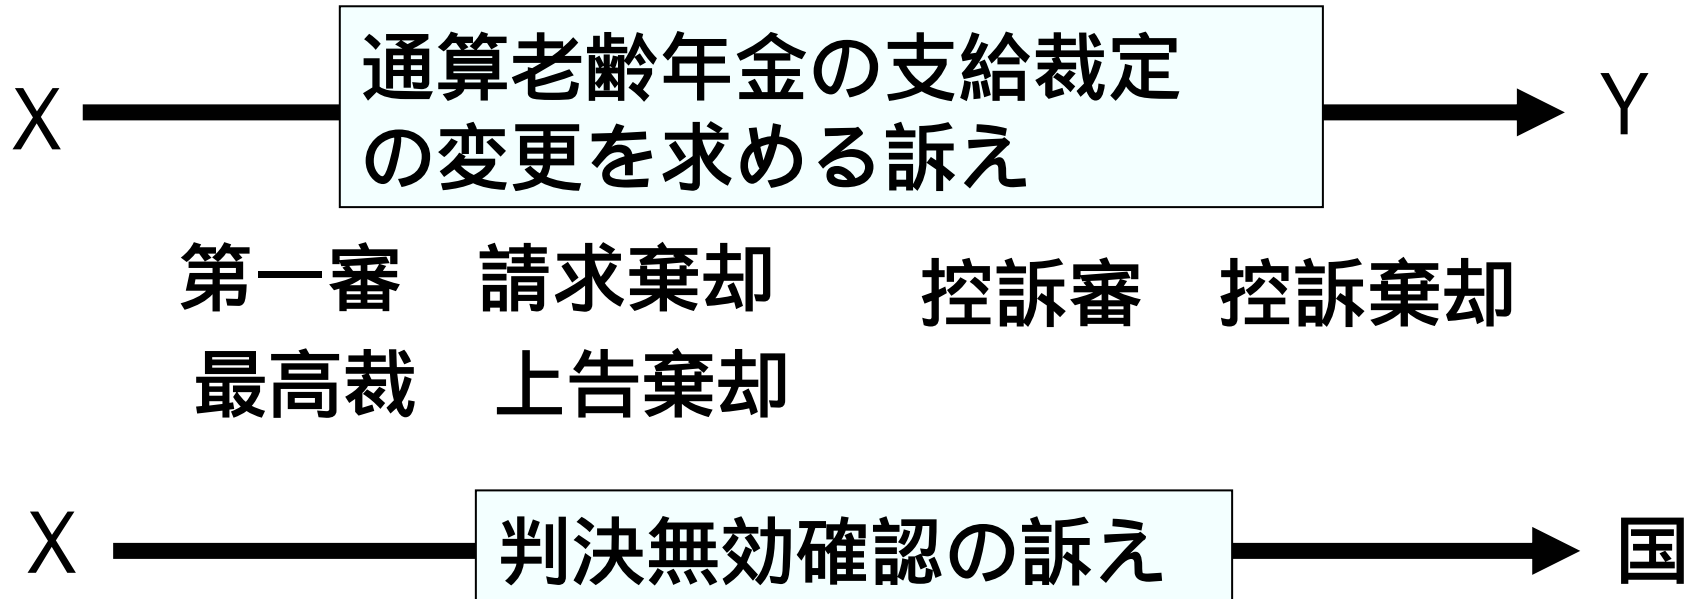 X
通算老齢年金の支給裁定
の変更を求める訴え
Y
第一審　請求棄却
控訴審　控訴棄却
最高裁　上告棄却
X
判決無効確認の訴え
国